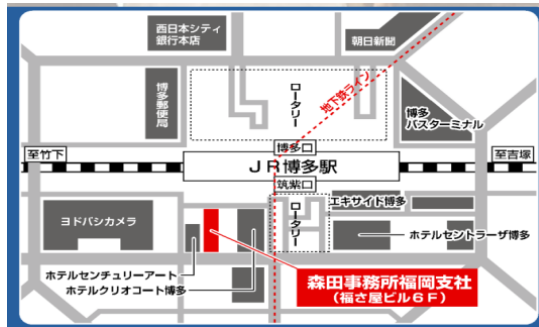 西日本シティ
銀行本店
朝日新聞
博多郵便局
ロータリー
地下鉄ライン
博多
バスターミナル
博多口
至竹下
JR博多駅
至吉塚
筑紫口
ロータリー
エキサイド博多
ヨドバシカメラ
ホテルセントラーザ博多
ホテルセンチュリーアート
ホテルクリオコート博多
森田事務所福岡支社
(福さ屋ビル6F)